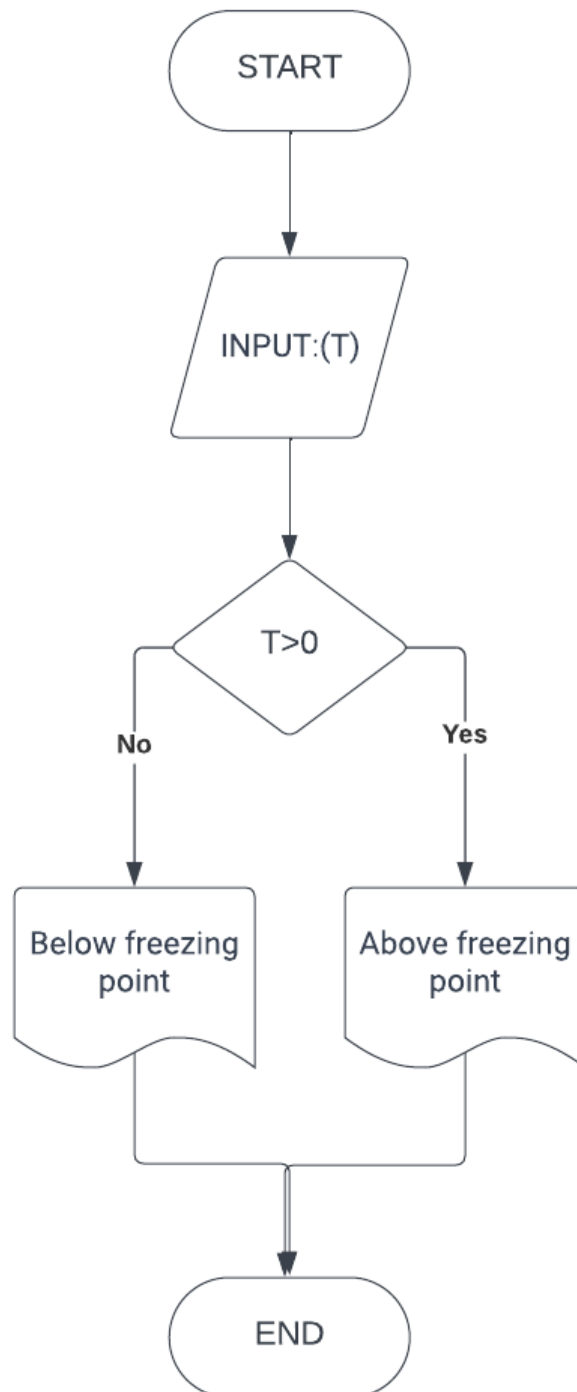 START
INPUT:(T)
T>0
No
Yes
Below freezing
point
Above freezing
point
END